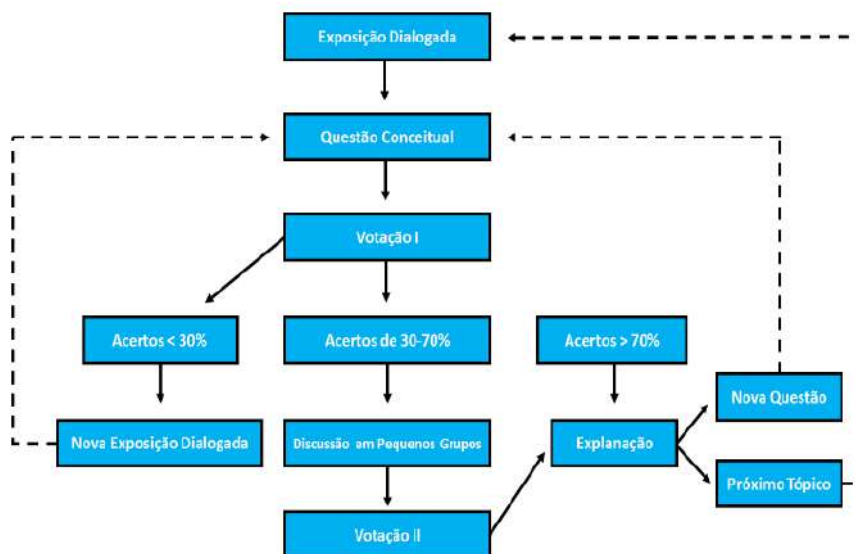 Exposição Dialogada
Questão Conceitual
Votação I
Acertos < 30%
Acertos de 30-70%
Acertos > 70%
Nova Exposição Dialogada
Discussão em Pequenos Grupos
Explanação
Nova Questão
Próximo Tópico
Votação II